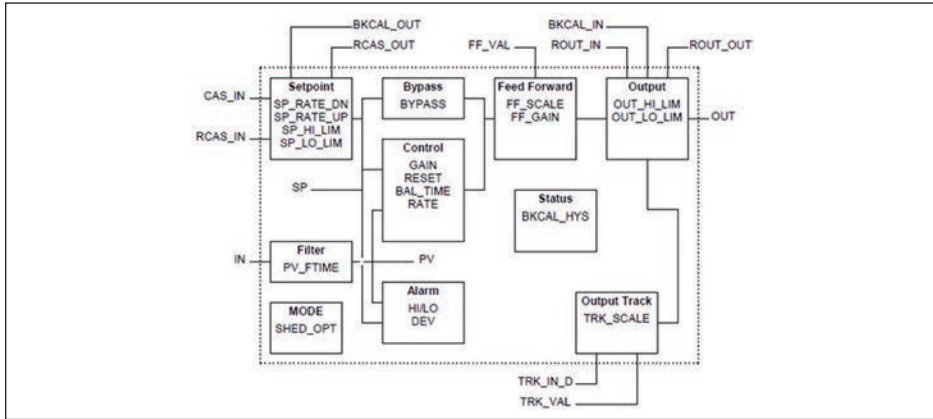 BKCAL_OUT
BKCAL_IN
RCAS_OUT
FF_VAL
ROUT_IN
ROUT_OUT
CAS_IN
RCAS_IN
Setpoint
SP_RATE_DN
SP_RATE_UP
SP_HI_LIM
SP_LO_LIM
Bypass
BYPASS
Feed Forward
FF_SCALE
FF_GAIN
Output
OUT_HI_LIM
OUT_LO_LIM
OUT
Control
GAIN
RESET
BAL_TIME
RATE
SP
Status
BKCAL_HYS
IN
Filter
PV_FTIME
PV
Alarm
HI/LO
DEV
MODE
SHED_OPT
Output Track
TRK_SCALE
TRK_IN_D
TRK_VAL